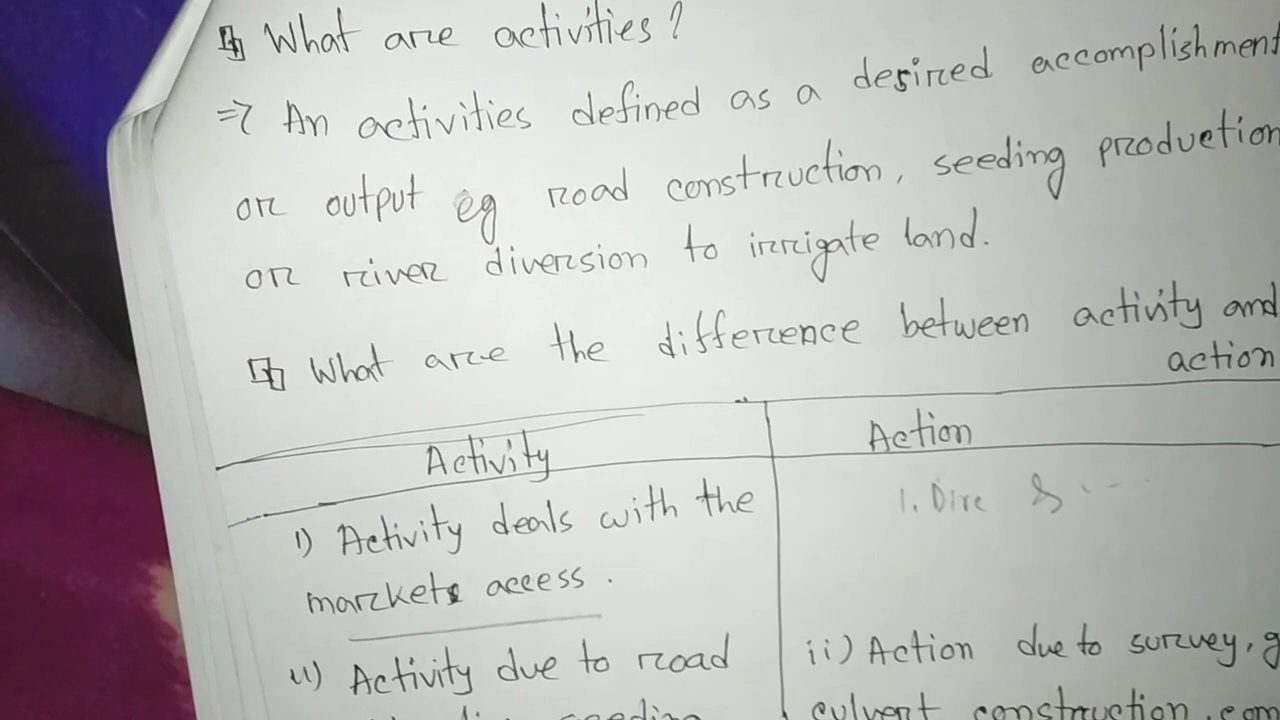 What are activities?
=> An activities defined as a desired accomplishment
or output eg road construction, seeding production
or river diversion to irrigate land.
What are the difference between activity and
action
Activity
Action
i) Activity deals with the
markets access.
1. Dire &
ii) Activity due to road
ii) Action due to survey,
culvert construction,